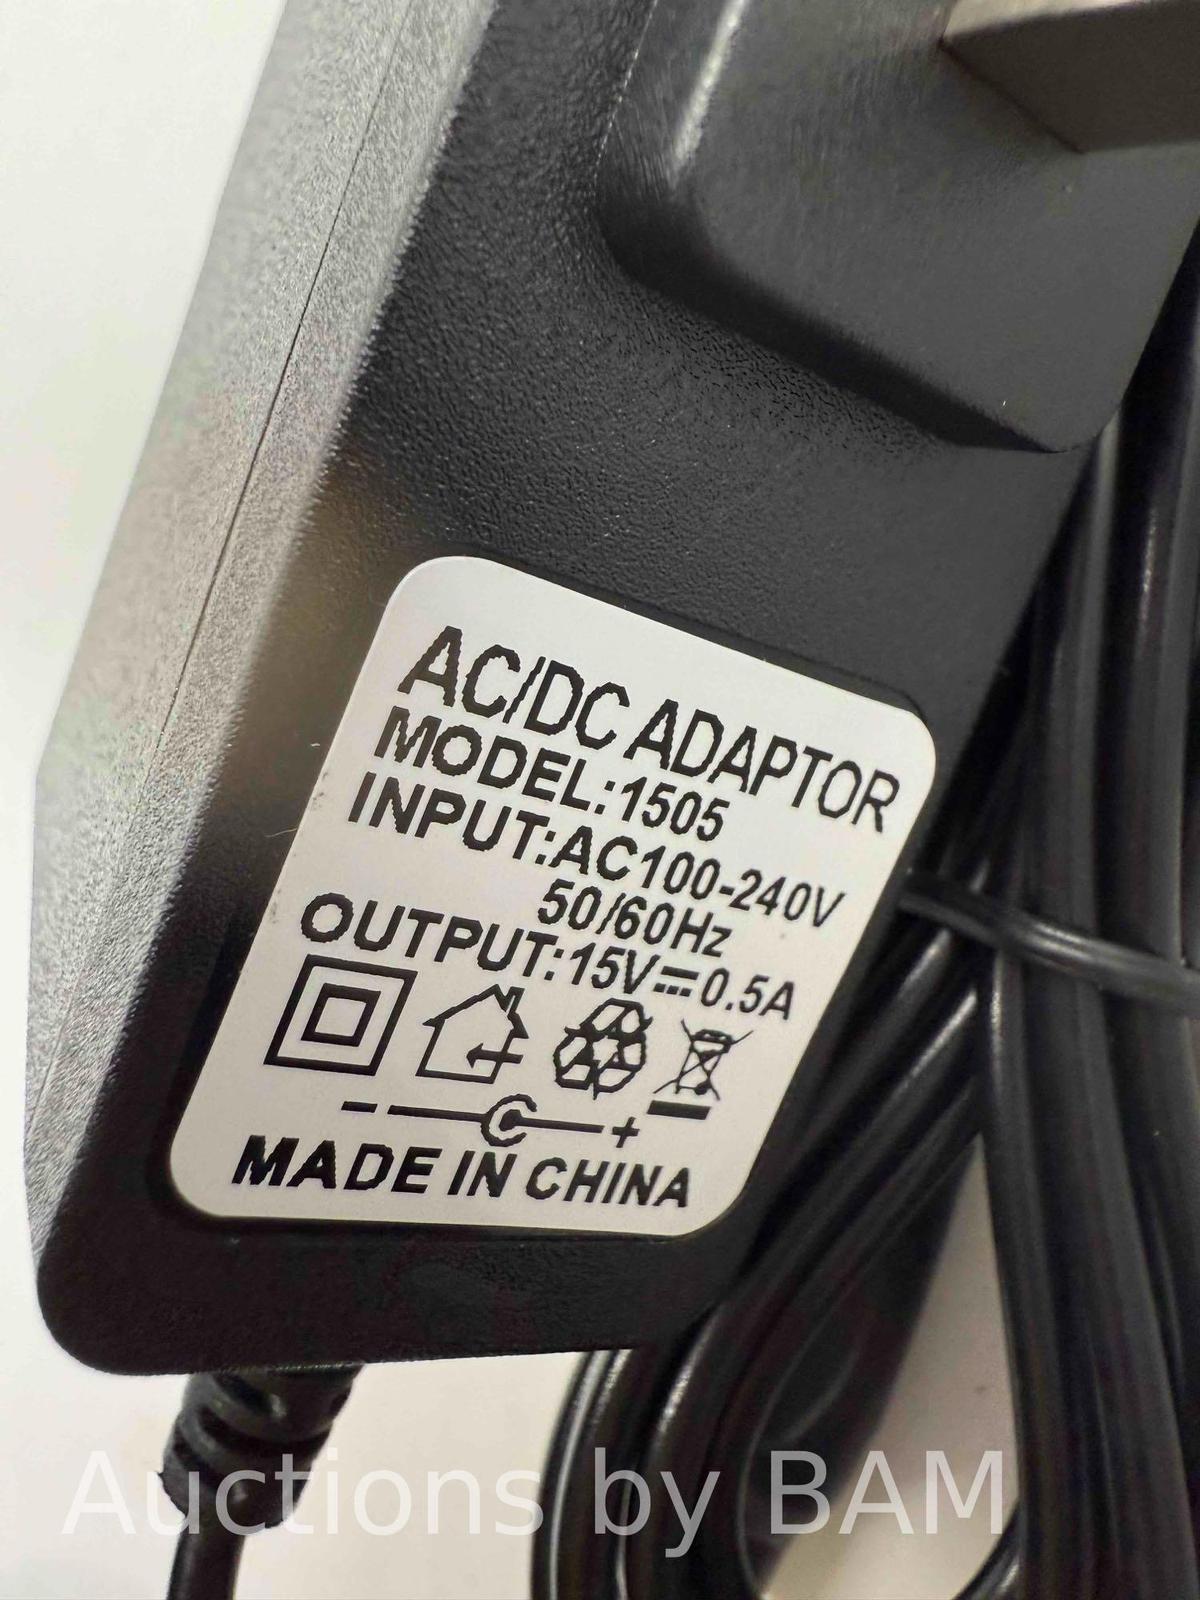 AC/DC ADAPTOR
MODEL:1505
INPUT:AC100-240V
50/60Hz
OUTPUT:15V⎓0.5A
- +
MADE IN CHINA
Auctions by BAM